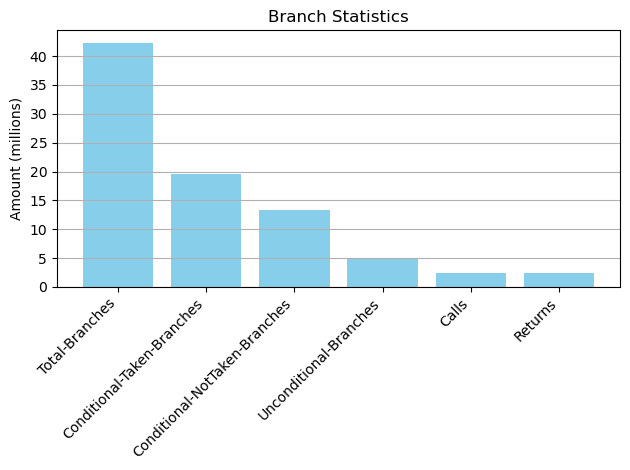 Branch Statistics
Amount (millions)
40
35
30
25
20
15
10
5
0
Total-Branches
Conditional-Taken-Branches
Conditional-NotTaken-Branches
Unconditional-Branches
Calls
Returns